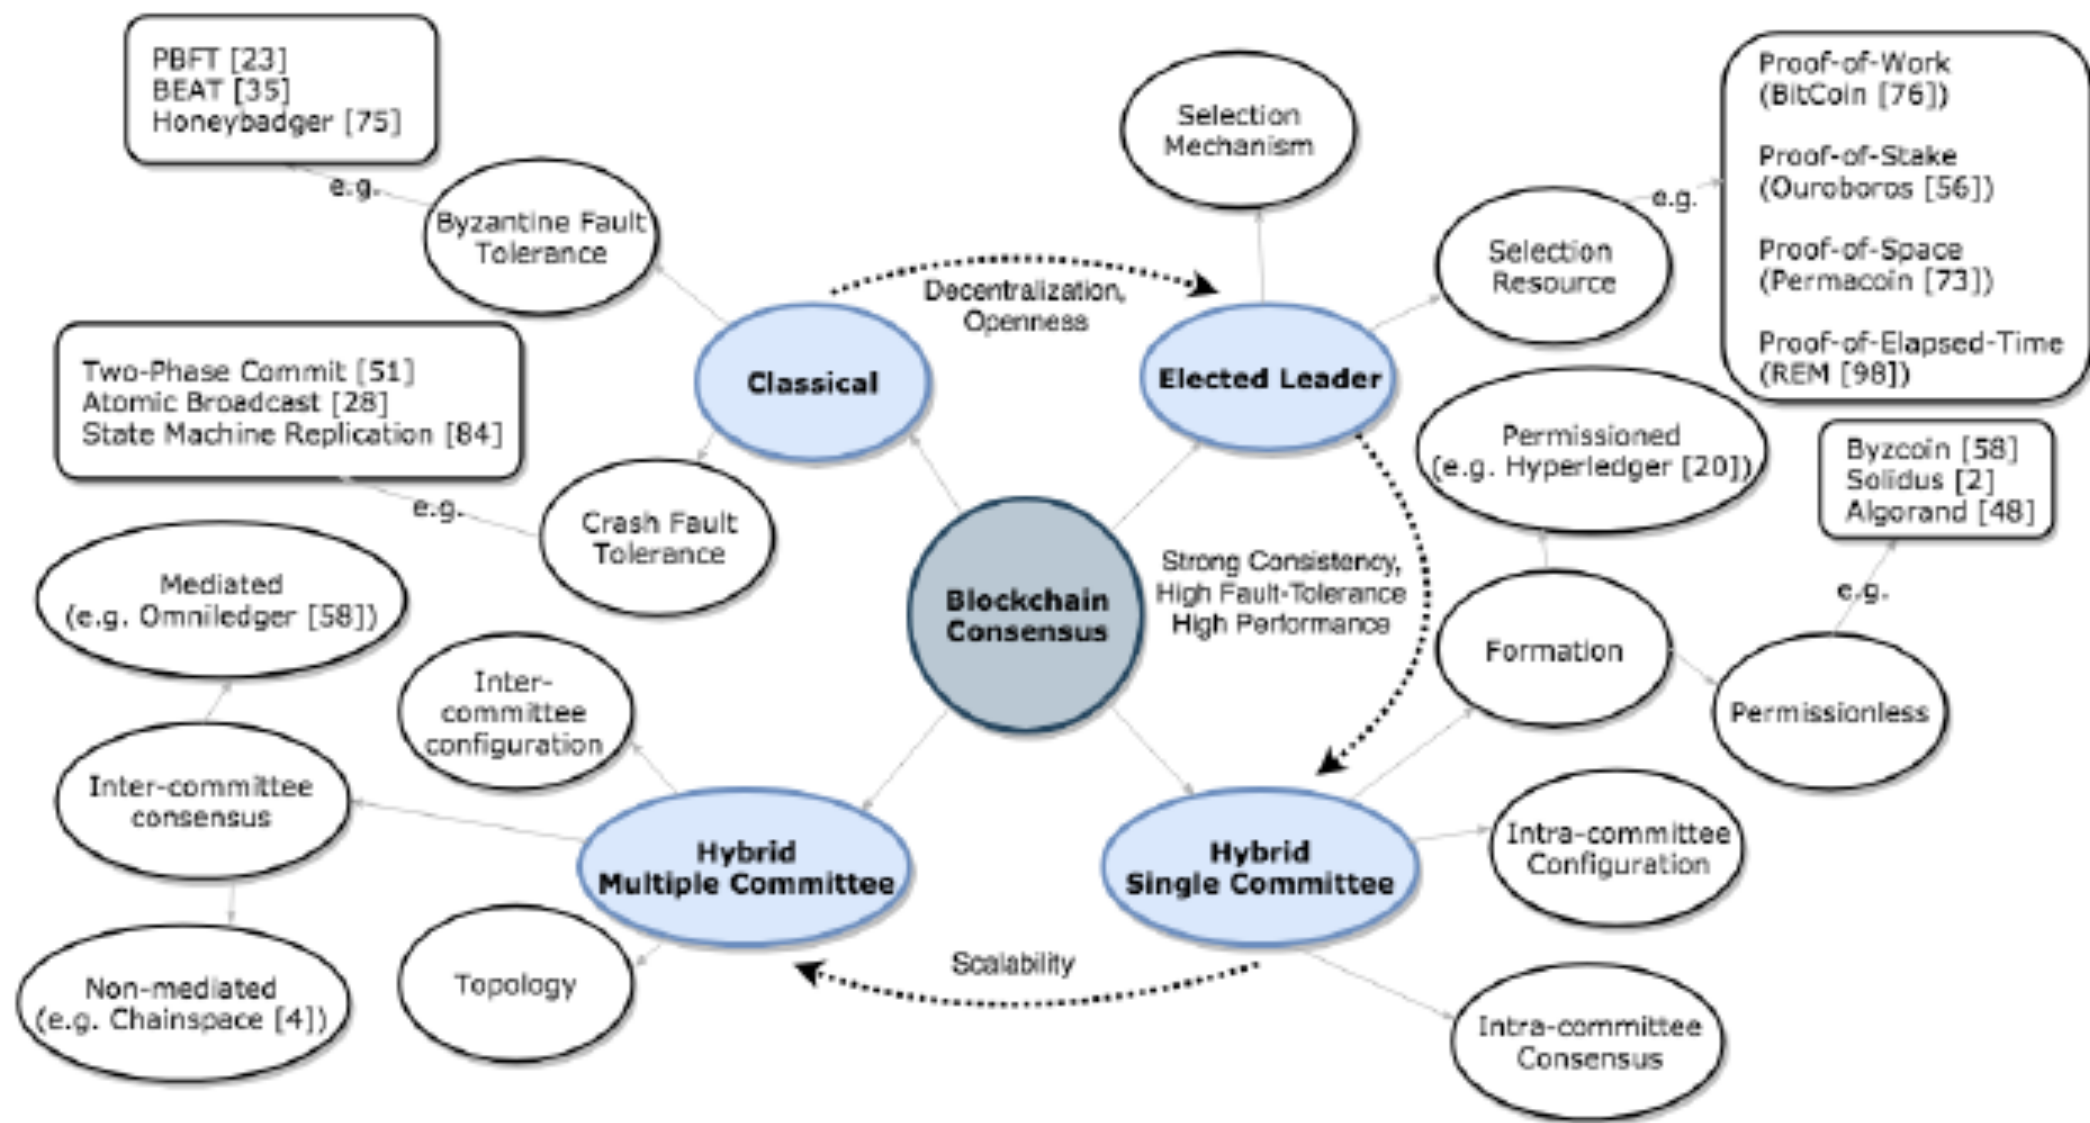 PBFT [23]
BEAT [35]
Honeybadger [75]
e.g.
Byzantine Fault
Tolerance
Selection
Mechanism
Proof-of-Work
(BitCoin [76])
Proof-of-Stake
(Ouroboros [56])
Proof-of-Space
(Permacoin [73])
Proof-of-Elapsed-Time
(REM [98])
e.g.
Selection
Resource
Decentralization,
Openness
Two-Phase Commit [51]
Atomic Broadcast [28]
State Machine Replication [84]
e.g.
Classical
Elected Leader
Permissioned
(e.g. Hyperledger [20])
Byzcoin [58]
Solidus [2]
Algorand [48]
e.g.
Crash Fault
Tolerance
Mediated
(e.g. Omniledger [58])
Blockchain
Consensus
Strong Consistency,
High Fault-Tolerance
High Performance
Formation
Permissionless
Inter-
committee
configuration
Inter-committee
consensus
Hybrid
Multiple Committee
Hybrid
Single Committee
Intra-committee
Configuration
Non-mediated
(e.g. Chainspace [4])
Topology
Scalability
Intra-committee
Consensus